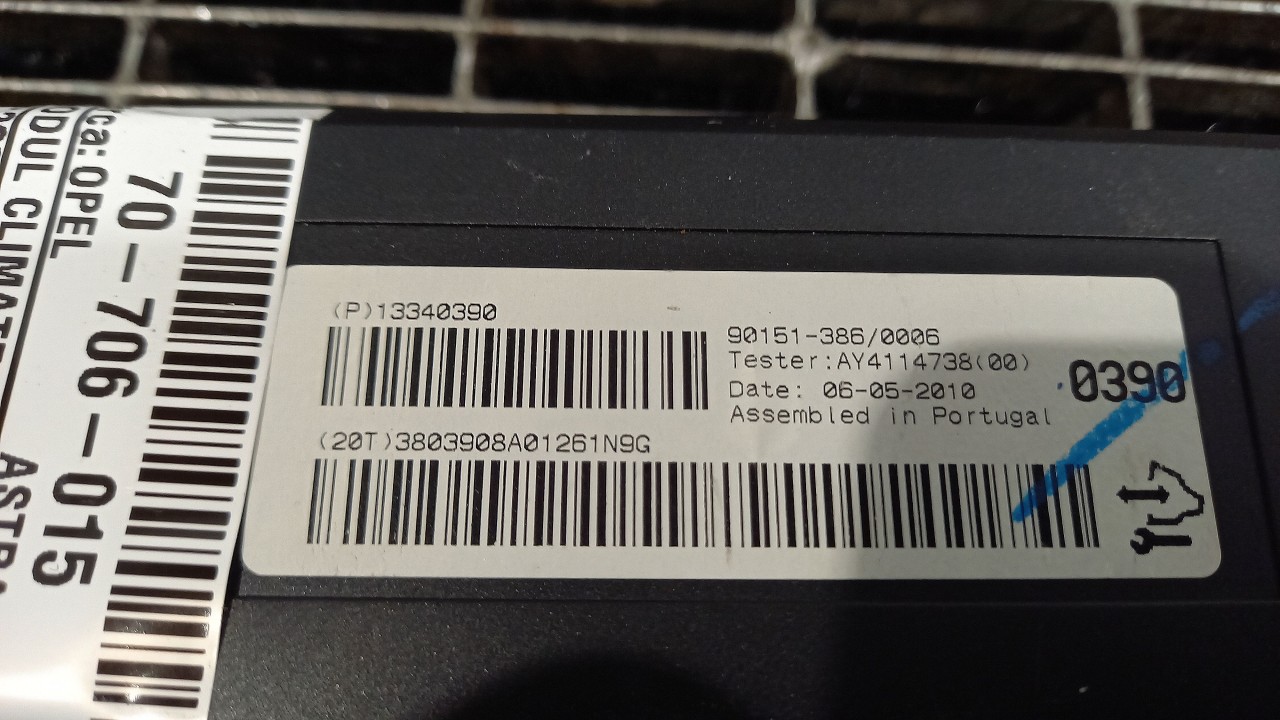 (P)13340390
90151-386/0006
Tester:AY4114738(00)
Date: 06-05-2010
Assembled in Portugal
0390
(20T)3803908A01261N9G
70-706-015
ca:OPEL
ODUL CLIMAT
ASTRA